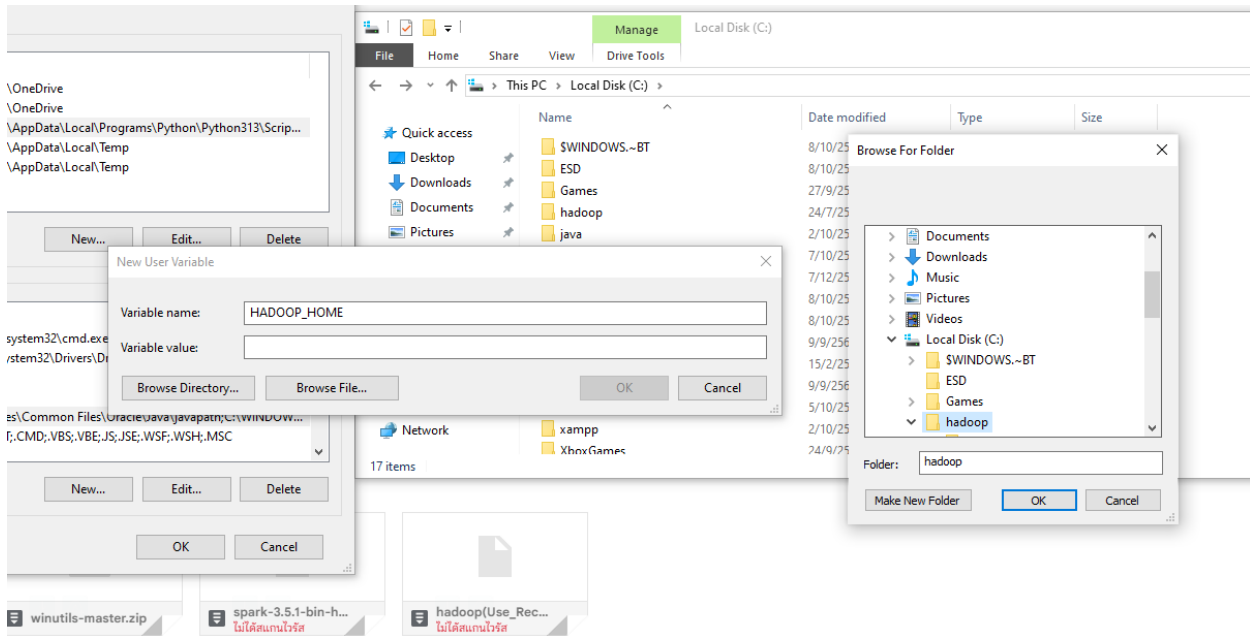 \OneDrive
\OneDrive
\AppData\Local\Programs\Python\Python313\Scrip...
\AppData\Local\Temp
\AppData\Local\Temp
New...
Edit...
Delete
system32\cmd.exe
ystem32\Drivers\Dr
es\Common Files\Oracle\Java\javapath;C:\WINDOW...
T;.CMD;.VBS;.VBE;.JS;.JSE;.WSF;.WSH;.MSC
New...
Edit...
Delete
OK
Cancel
Manage
Local Disk (C:)
File
Home
Share
View
Drive Tools
This PC > Local Disk (C:) >
Name
Date modified
Type
Size
Quick access
Desktop
Downloads
Documents
Pictures
Network
17 items
$WINDOWS.~BT
8/10/25
ESD
8/10/25
Games
27/9/25
hadoop
24/7/25
java
2/10/25
7/10/25
7/12/25
8/10/25
8/10/25
9/9/256
15/2/25
9/9/256
5/10/25
xampp
2/10/25
XboxGames
24/9/25
New User Variable
Variable name:
HADOOP_HOME
Variable value:
Browse Directory...
Browse File...
OK
Cancel
Browse For Folder
Documents
Downloads
Music
Pictures
Videos
Local Disk (C:)
$WINDOWS.~BT
ESD
Games
hadoop
Folder:
hadoop
Make New Folder
OK
Cancel
winutils-master.zip
spark-3.5.1-bin-h...
ไม่ได้สแกนไวรัส
hadoop(Use_Rec...
ไม่ได้สแกนไวรัส